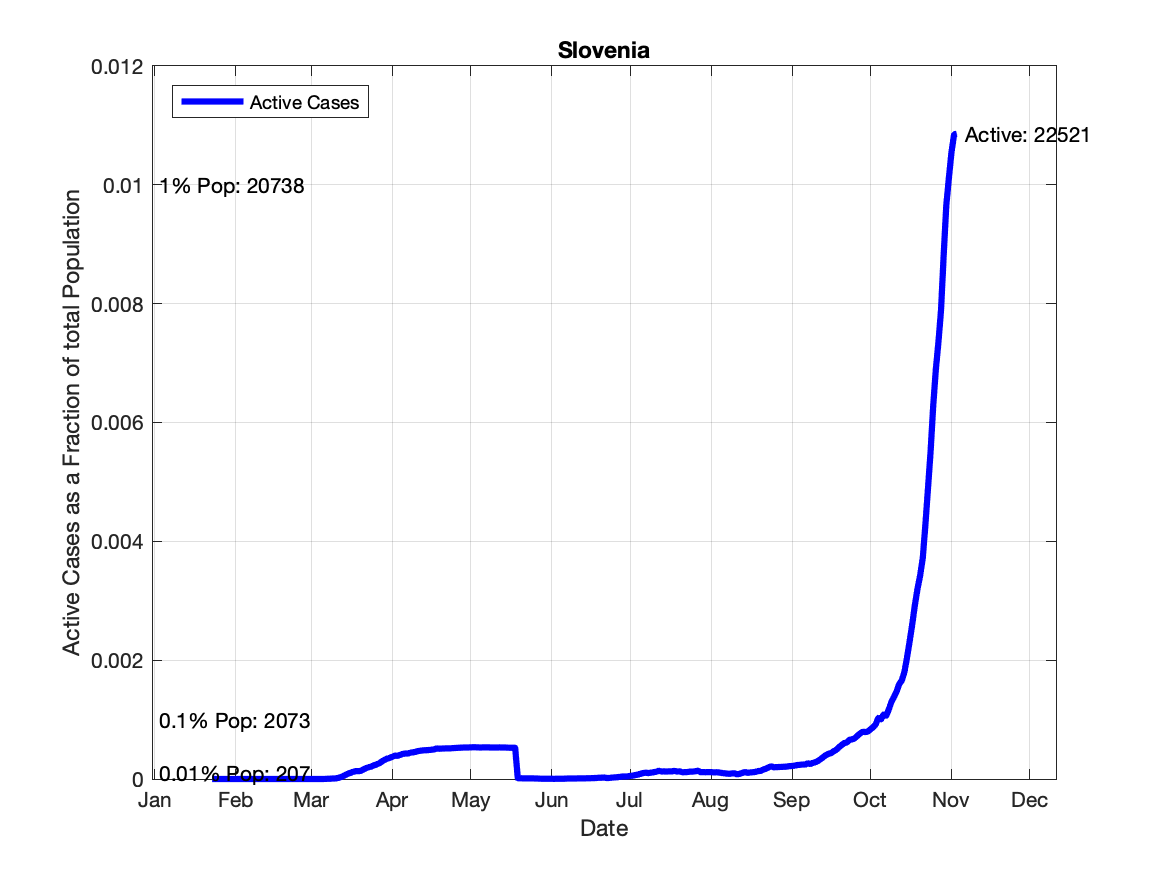 Slovenia
Active Cases
Active: 22521
1% Pop: 20738
0.1% Pop: 2073
0.01% Pop: 207
0.012
0.01
0.008
0.006
0.004
0.002
0
Active Cases as a Fraction of total Population
Jan Feb Mar Apr May Jun Jul Aug Sep Oct Nov Dec
Date